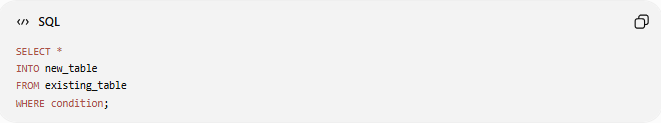 </> SQL
SELECT *
INTO new_table
FROM existing_table
WHERE condition;